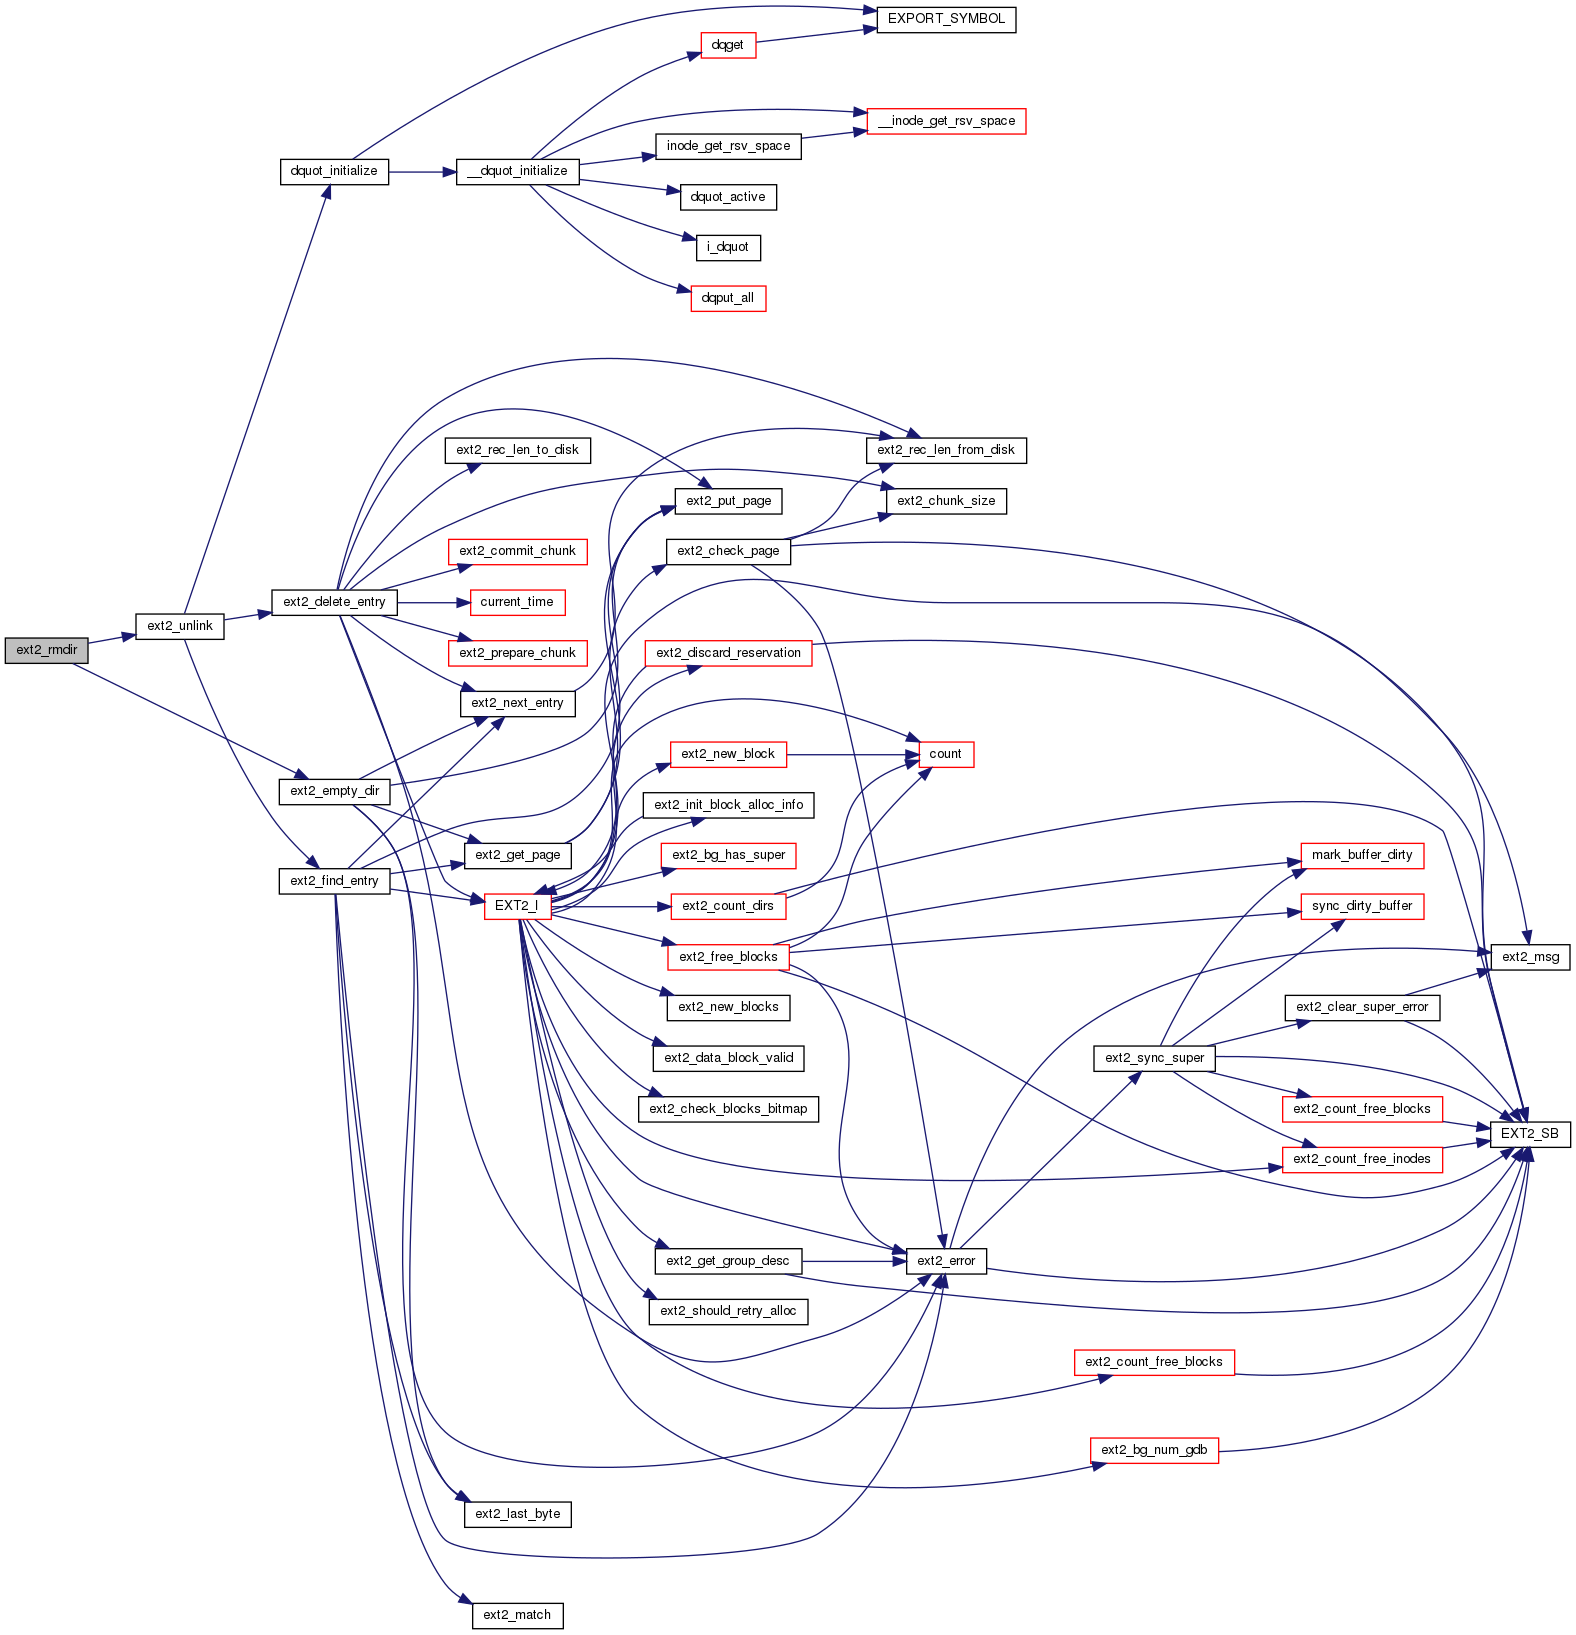 EXPORT_SYMBOL
dqget
__inode_get_rsv_space
inode_get_rsv_space
dquot_initialize
__dquot_initialize
dquot_active
i_dquot
dqput_all
ext2_rec_len_to_disk
ext2_rec_len_from_disk
ext2_put_page
ext2_chunk_size
ext2_commit_chunk
ext2_check_page
ext2_delete_entry
current_time
ext2_unlink
ext2_rmdir
ext2_prepare_chunk
ext2_discard_reservation
ext2_next_entry
ext2_new_block
count
ext2_empty_dir
ext2_init_block_alloc_info
ext2_get_page
ext2_bg_has_super
mark_buffer_dirty
ext2_find_entry
EXT2_I
ext2_count_dirs
sync_dirty_buffer
ext2_free_blocks
ext2_msg
ext2_new_blocks
ext2_clear_super_error
ext2_data_block_valid
ext2_sync_super
ext2_check_blocks_bitmap
ext2_count_free_blocks
EXT2_SB
ext2_count_free_inodes
ext2_get_group_desc
ext2_error
ext2_should_retry_alloc
ext2_count_free_blocks
ext2_bg_num_gdb
ext2_last_byte
ext2_match